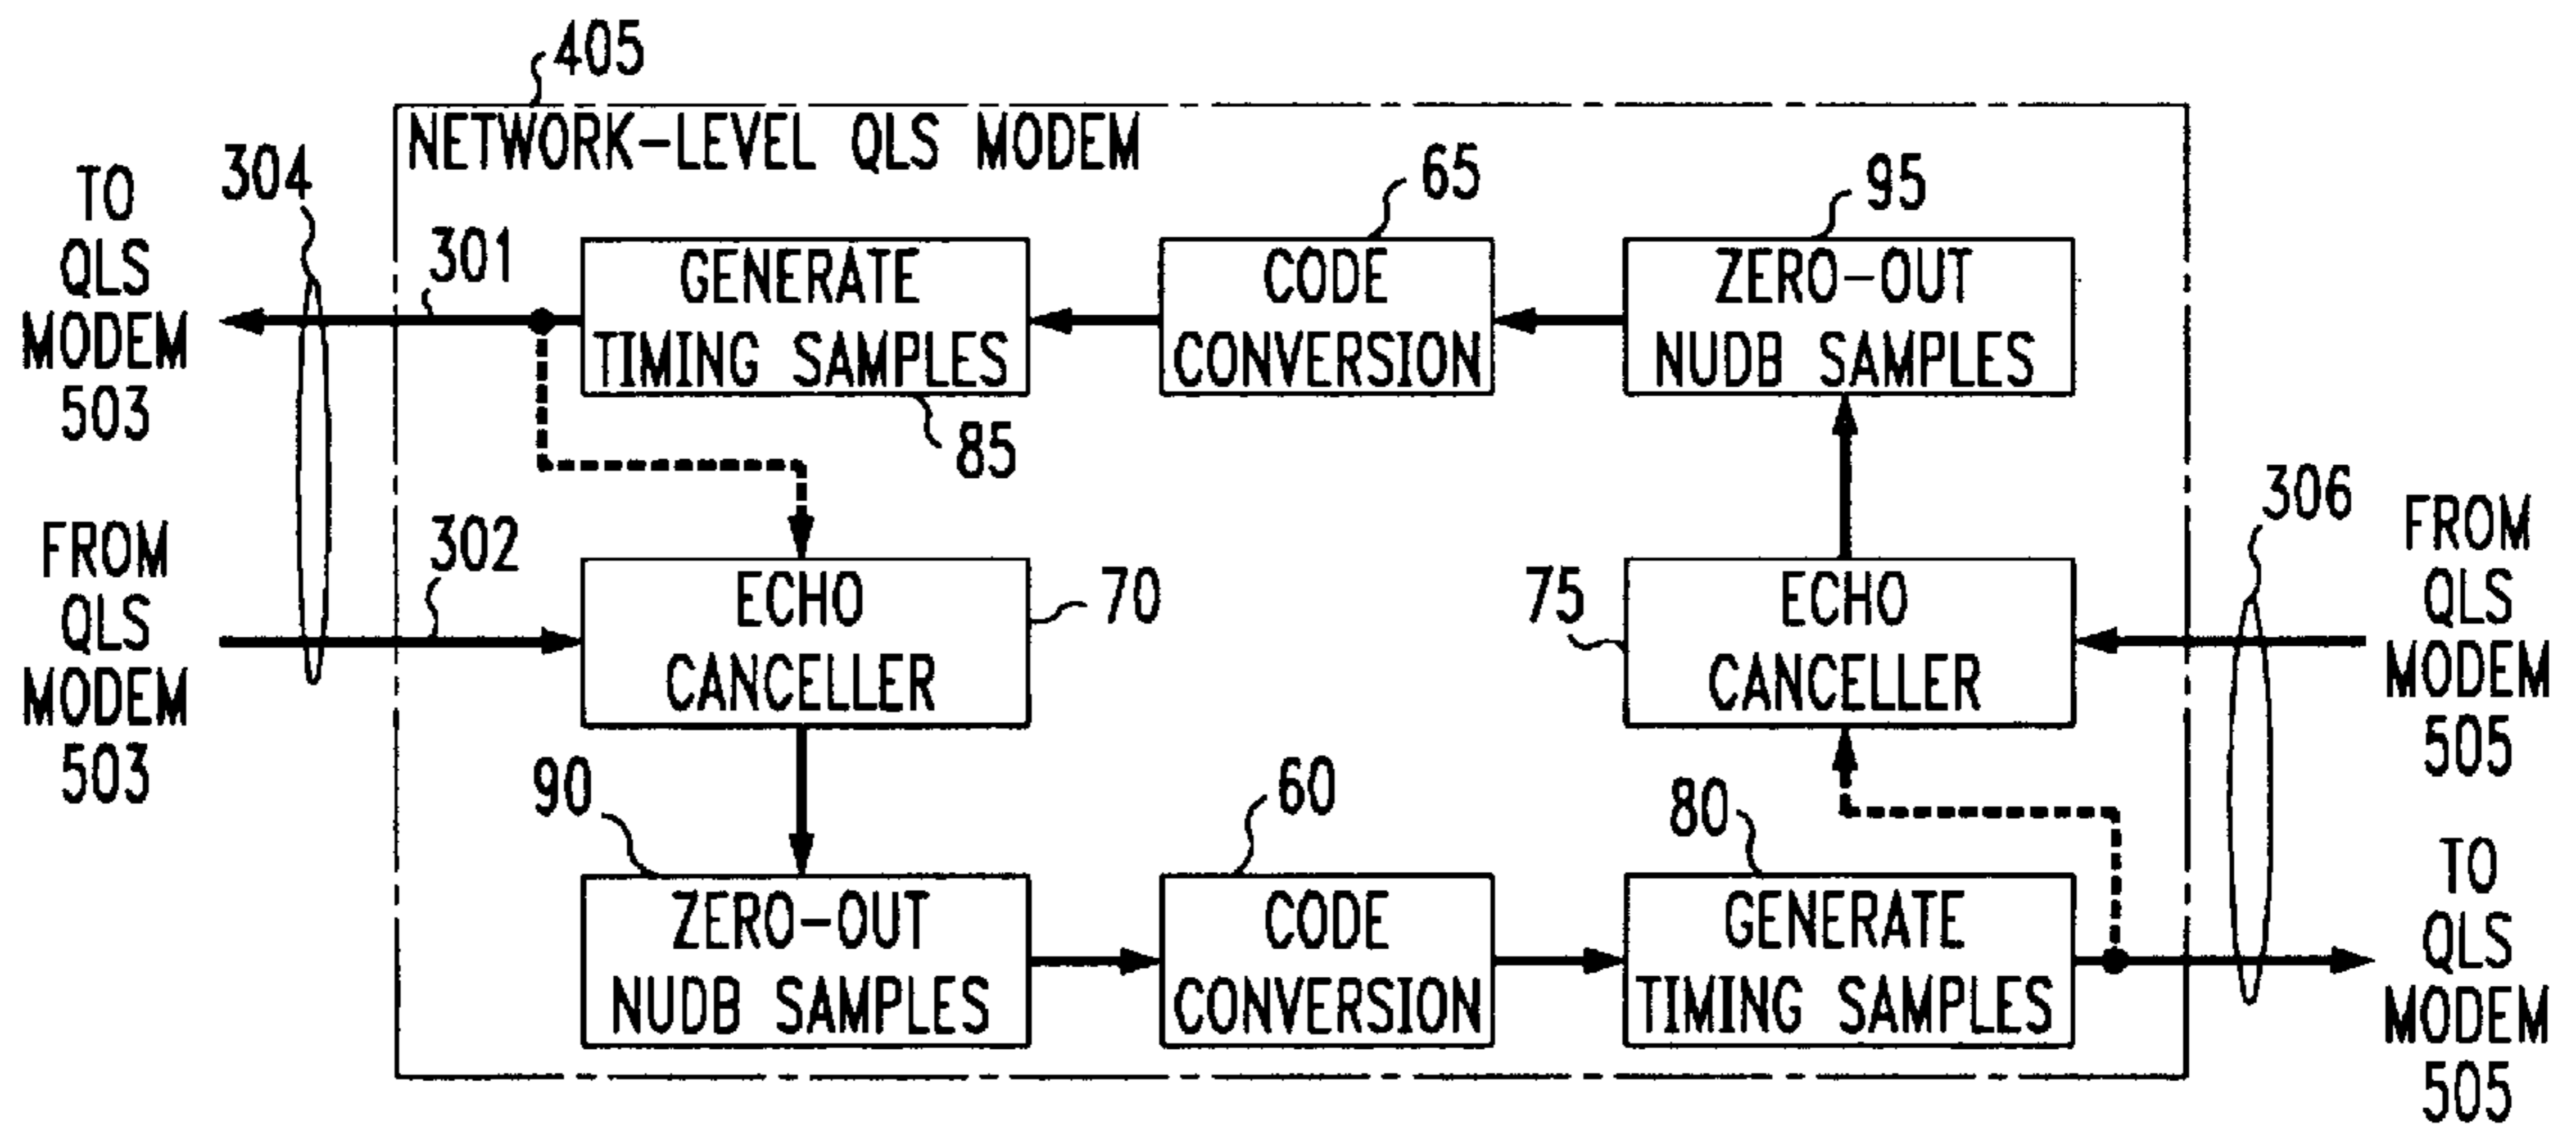 405
NETWORK-LEVEL QLS MODEM
304
TO
QLS
MODEM
503
301
GENERATE
TIMING SAMPLES
85
65
CODE
CONVERSION
95
ZERO-OUT
NUDB SAMPLES
FROM
QLS
MODEM
503
302
ECHO
CANCELLER
70
75
ECHO
CANCELLER
306
FROM
QLS
MODEM
505
90
ZERO-OUT
NUDB SAMPLES
60
CODE
CONVERSION
80
GENERATE
TIMING SAMPLES
TO
QLS
MODEM
505